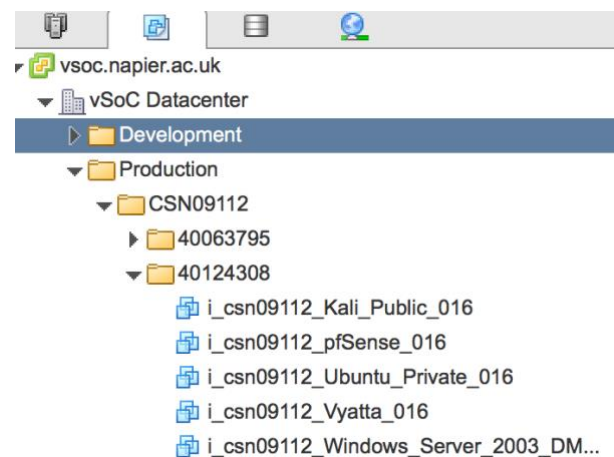 vsoc.napier.ac.uk
vSoC Datacenter
Development
Production
CSN09112
40063795
40124308
i_csn09112_Kali_Public_016
i_csn09112_pfSense_016
i_csn09112_Ubuntu_Private_016
i_csn09112_Vyatta_016
i_csn09112_Windows_Server_2003_DM...